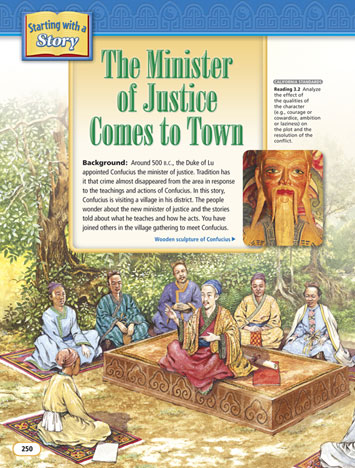 Starting with a
Story
The Minister
of Justice
Comes to Town
CALIFORNIA STANDARDS
Reading 3.2 Analyze
the effect of
the qualities of
the character
(e.g., courage or
cowardice, ambition
or laziness) on
the plot and the
resolution of the
conflict.
Background: Around 500 B.C., the Duke of Lu
appointed Confucius the minister of justice. Tradition has
it that crime almost disappeared from the area in response
to the teachings and actions of Confucius. In this story,
Confucius is visiting a village in his district. The people
wonder about the new minister of justice and the stories
told about what he teaches and how he acts. You have
joined others in the village gathering to meet Confucius.
Wooden sculpture of Confucius ▶
250